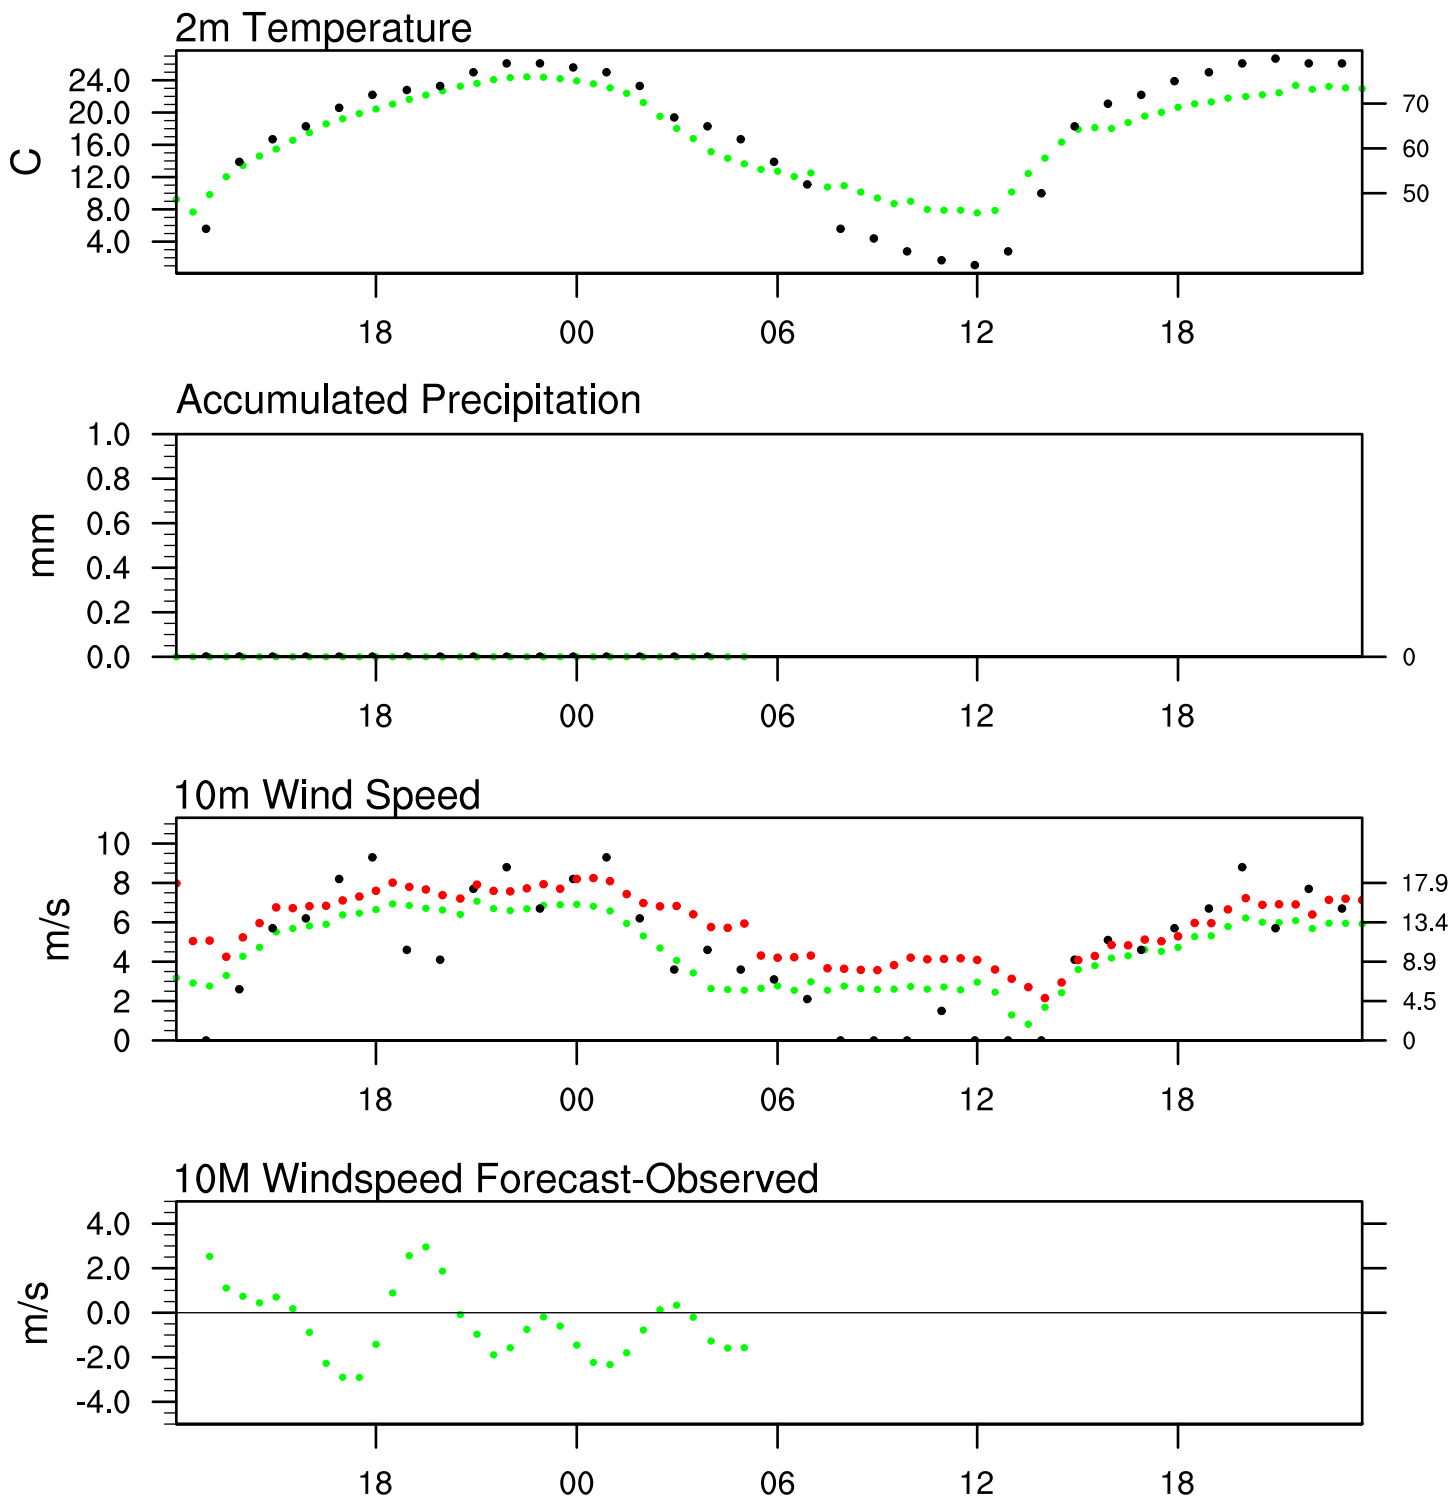 2m Temperature
C
24.0
20.0
16.0
12.0
8.0
4.0
70
60
50
18 00 06 12 18
Accumulated Precipitation
mm
1.0
0.8
0.6
0.4
0.2
0.0
0
18 00 06 12 18
10m Wind Speed
m/s
10
8
6
4
2
0
17.9
13.4
8.9
4.5
0
18 00 06 12 18
10M Windspeed Forecast-Observed
m/s
4.0
2.0
0.0
-2.0
-4.0
18 00 06 12 18